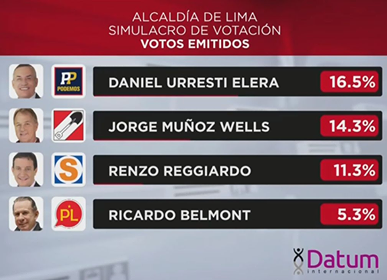 ALCALDÍA DE LIMA
SIMULACRO DE VOTACIÓN
VOTOS EMITIDOS
PP
PODEMOS
DANIEL URRESTI ELERA
16.5%
JORGE MUÑOZ WELLS
14.3%
S
RENZO REGGIARDO
11.3%
PL
RICARDO BELMONT
5.3%
Datum
internacional